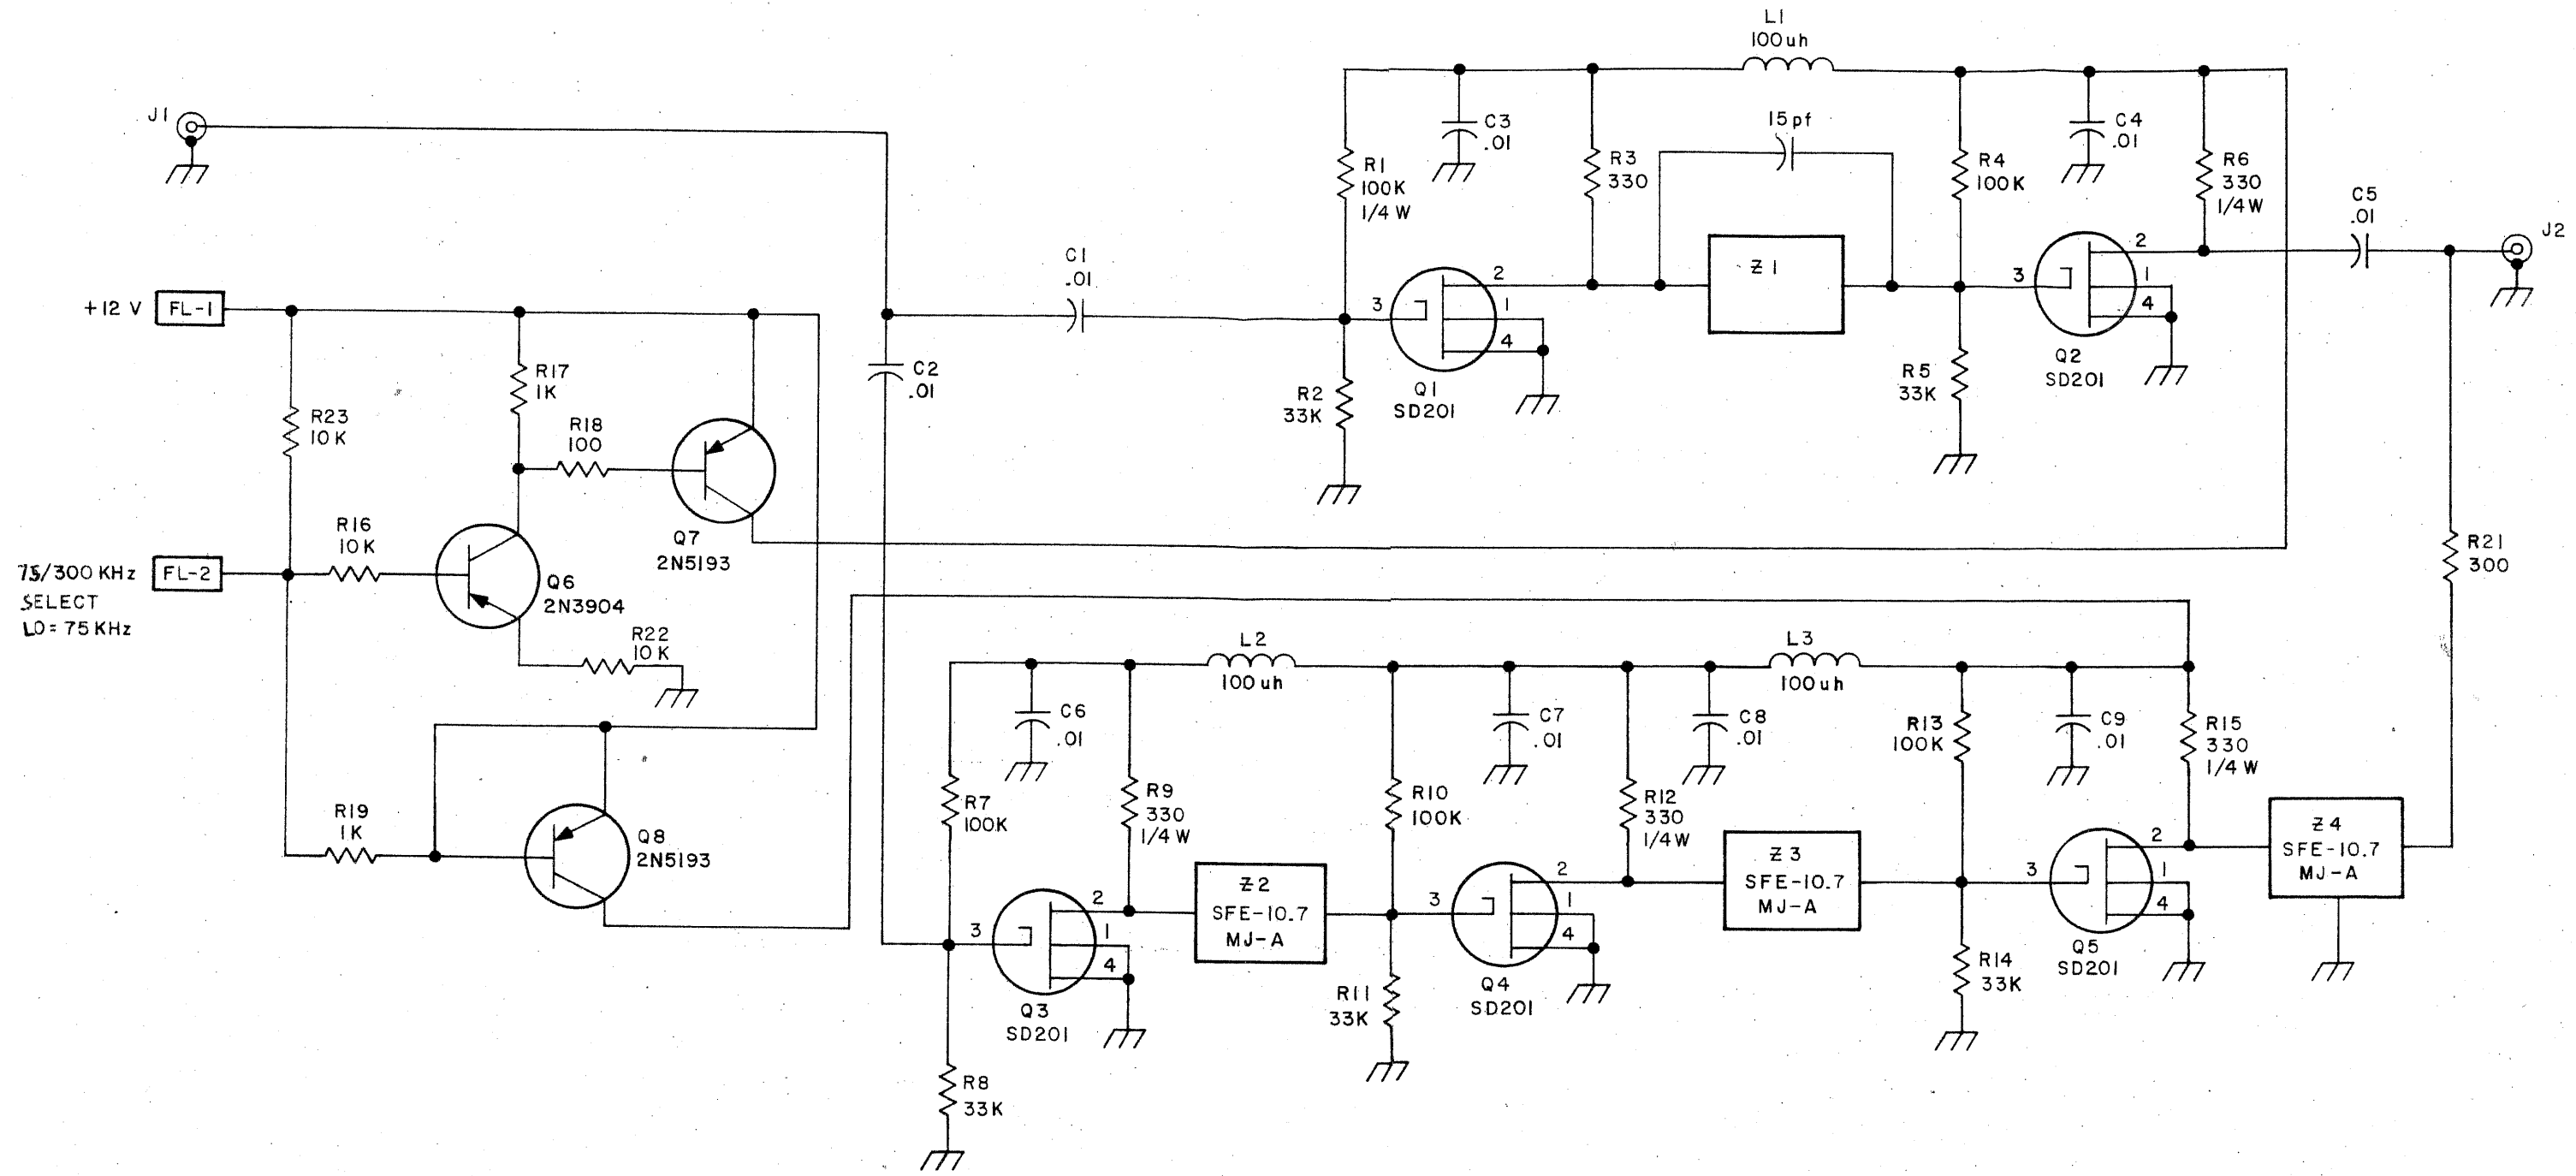 L1
100uh
J1
C3
.01
15pf
C4
.01
R1
100K
1/4W
R3
330
R4
100K
R6
330
1/4W
C5
.01
J2
C1
.01
Z1
2
1
3
4
2
1
3
4
+12 V
FL-1
R17
1K
C2
.01
R2
33K
Q1
SD201
R5
33K
Q2
SD201
R23
10K
R18
100
R16
10K
Q7
2N5193
R21
300
75/300 KHz
SELECT
LO=75KHz
FL-2
Q6
2N3904
R22
10K
L2
100uh
L3
100uh
C6
.01
C7
.01
C8
.01
R13
100K
C9
.01
R15
330
1/4W
R7
100K
R9
330
1/4W
R10
100K
R12
330
1/4W
R19
1K
Q8
2N5193
Z4
SFE-10.7
MJ-A
Z2
SFE-10.7
MJ-A
Z3
SFE-10.7
MJ-A
3
2
1
4
3
2
1
4
3
2
1
4
Q3
SD201
R11
33K
Q4
SD201
R14
33K
Q5
SD201
R8
33K